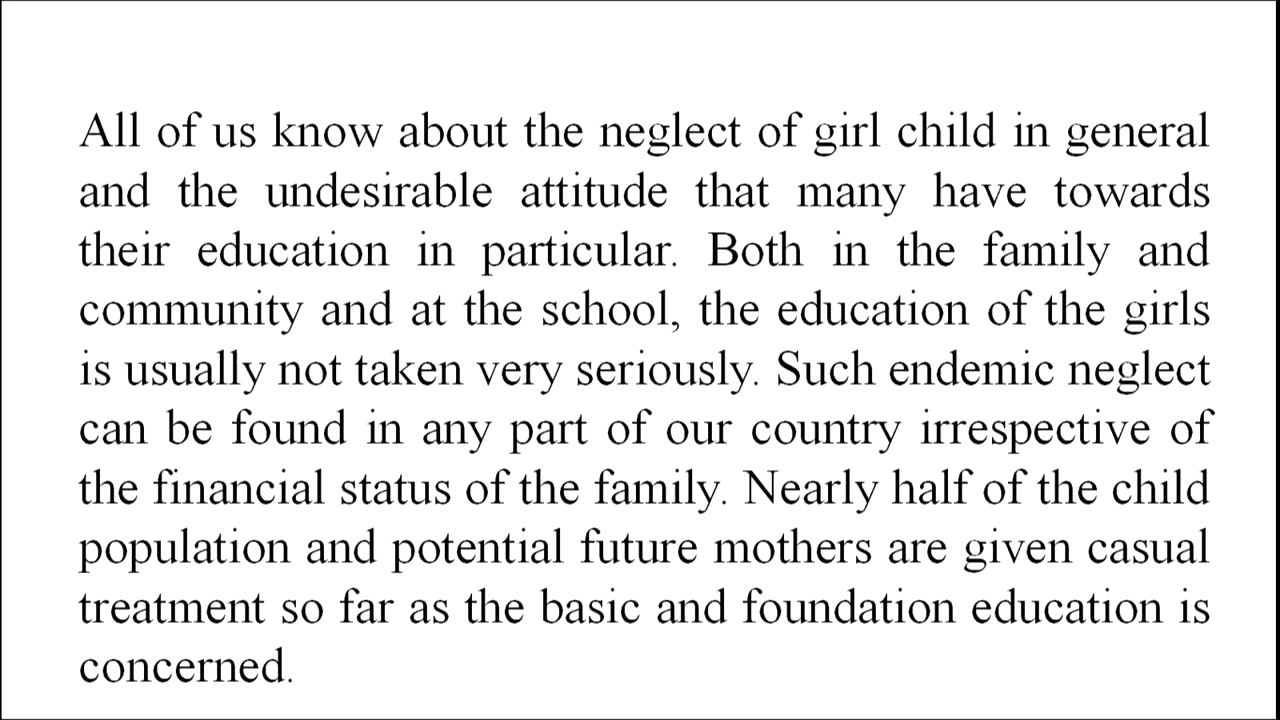 All of us know about the neglect of girl child in general
and the undesirable attitude that many have towards
their education in particular. Both in the family and
community and at the school, the education of the girls
is usually not taken very seriously. Such endemic neglect
can be found in any part of our country irrespective of
the financial status of the family. Nearly half of the child
population and potential future mothers are given casual
treatment so far as the basic and foundation education is
concerned.